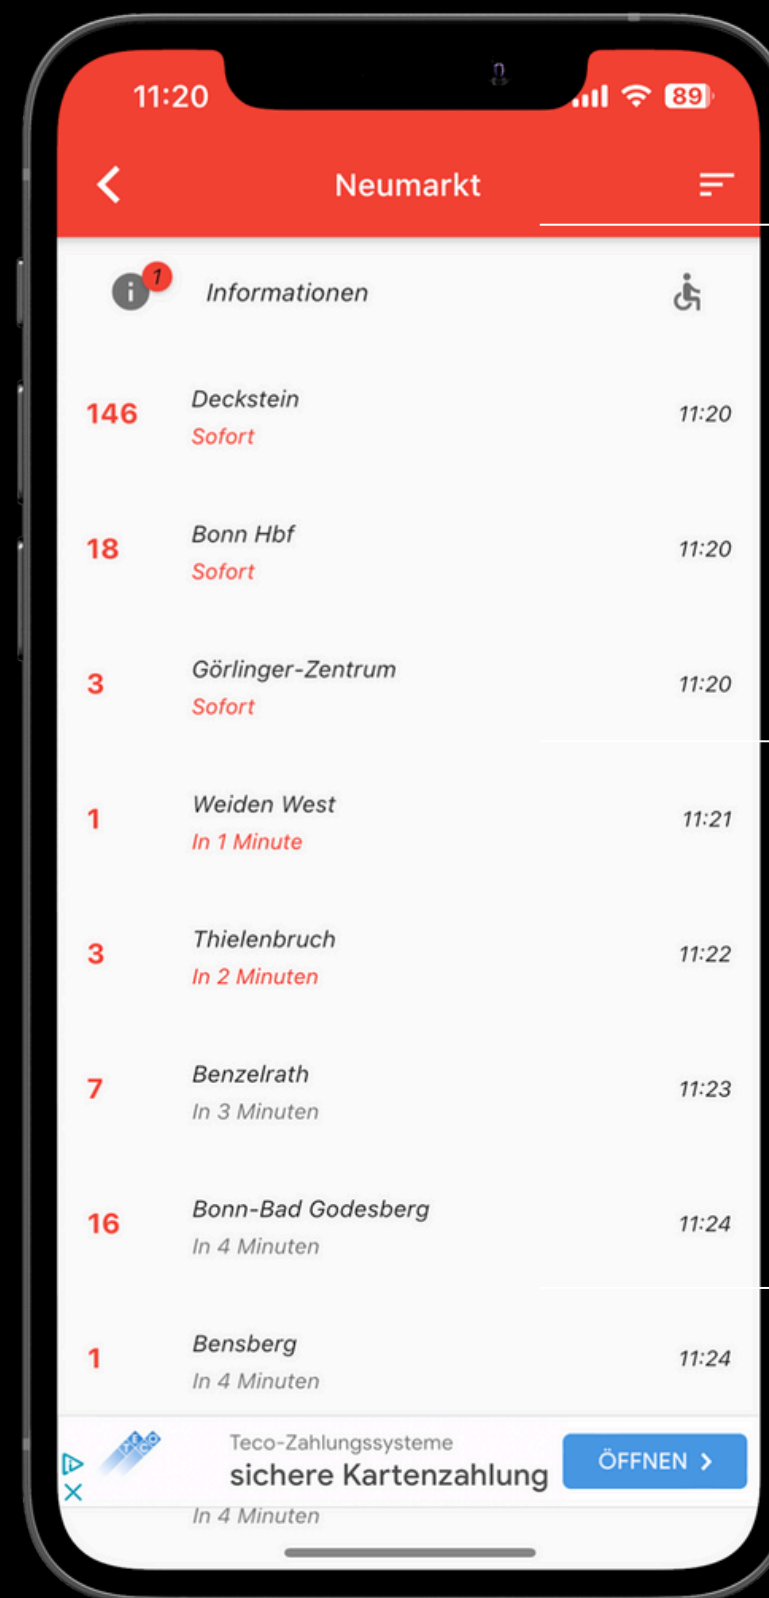 11:20
89
Neumarkt
1
Informationen
146
Deckstein
11:20
Sofort
18
Bonn Hbf
11:20
Sofort
3
Görlinger-Zentrum
11:20
Sofort
1
Weiden West
11:21
In 1 Minute
3
Thielenbruch
11:22
In 2 Minuten
7
Benzelrath
11:23
In 3 Minuten
16
Bonn-Bad Godesberg
11:24
In 4 Minuten
1
Bensberg
11:24
In 4 Minuten
TECO
Teco-Zahlungssysteme
sichere Kartenzahlung
ÖFFNEN
In 4 Minuten